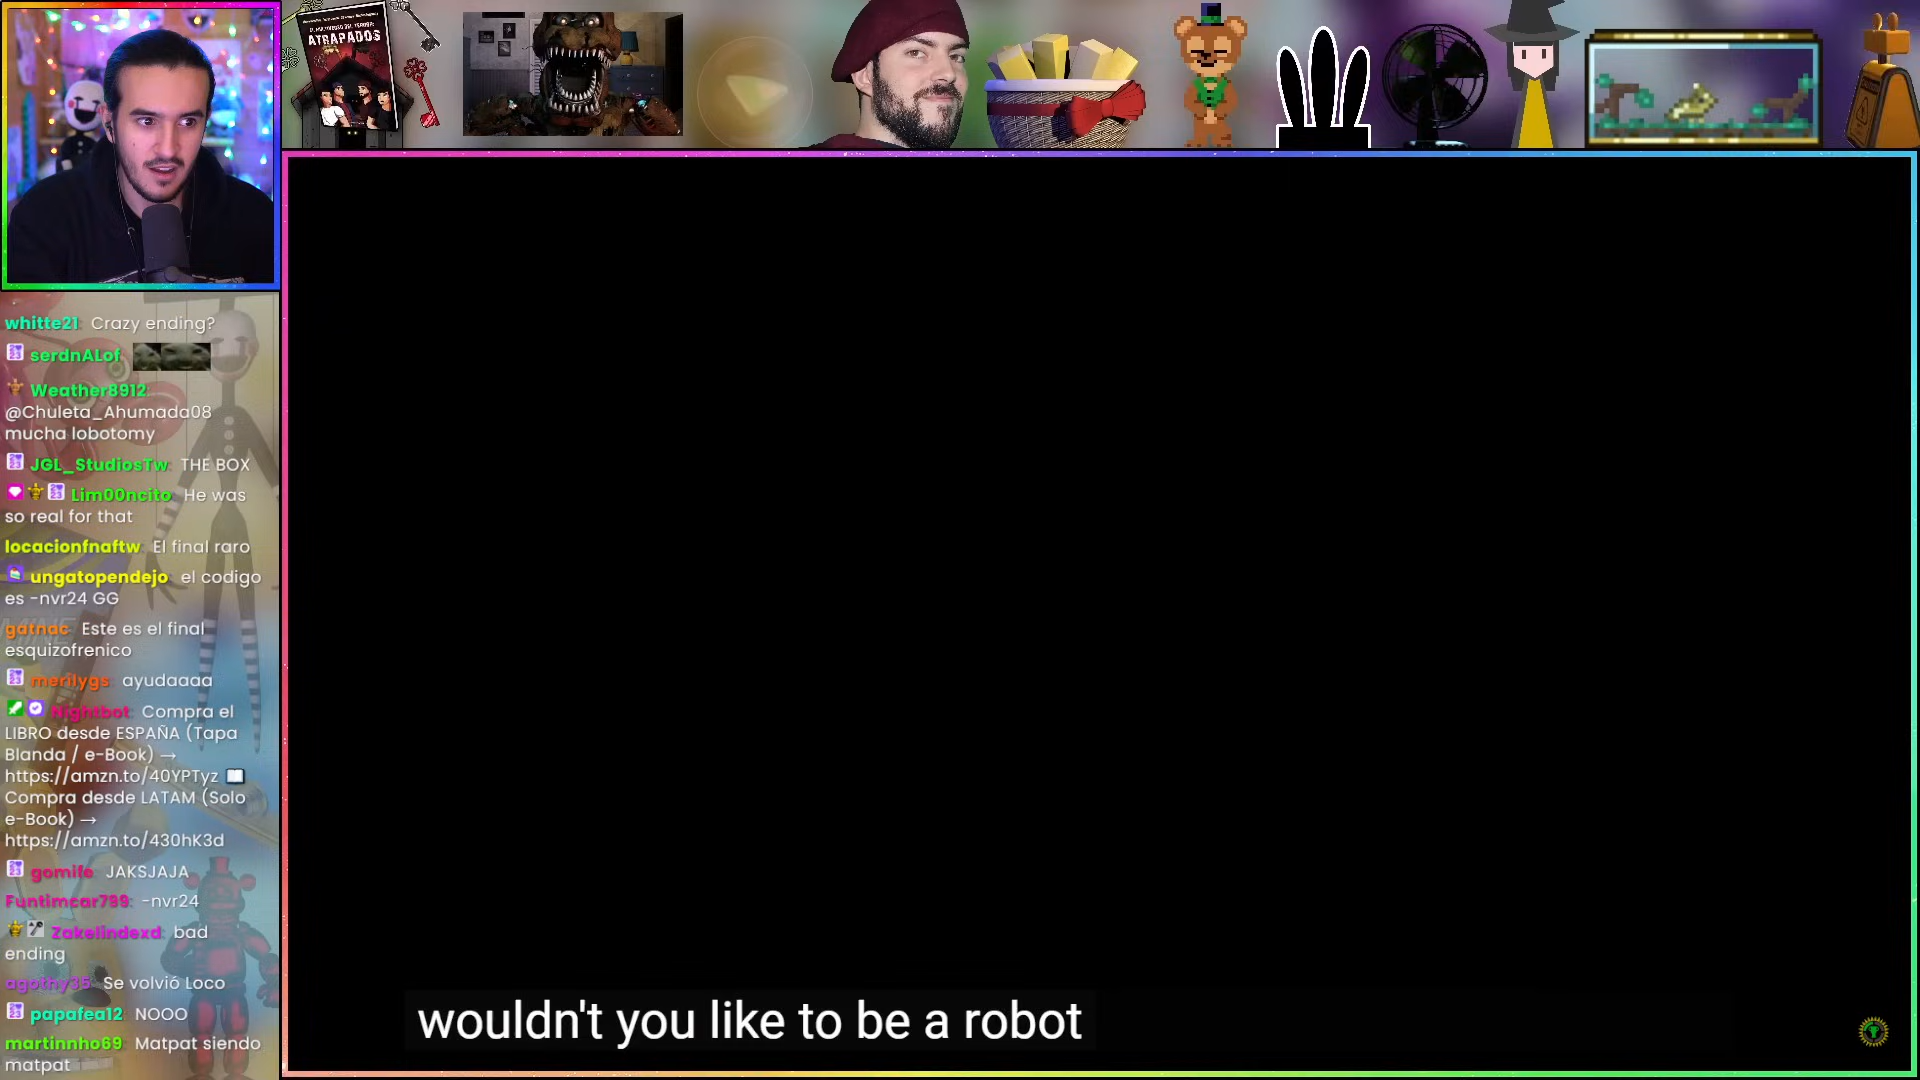 ATRAPADOS
whitte21: Crazy ending?
serdnALof
Weather8912:
@Chuleta_Ahumada08
mucha lobotomy
JGL_StudiosTw: THE BOX
Lim00ncito: He was
so real for that
locacionfnaftw: El final raro
ungatopendejo: el codigo
es -nvr24 GG
gatnac: Este es el final
esquizofrenico
merilygs: ayudaaaa
Nightbot: Compra el
LIBRO desde ESPAÑA (Tapa
Blanda / e-Book) →
https://amzn.to/40YPTyz 📖
Compra desde LATAM (Solo
e-Book) →
https://amzn.to/430hK3d
gomife: JAKSJAJA
Funtimcar799: -nvr24
Zakelindexd: bad
ending
agothy35: Se volvió Loco
papafea12: NOOO
martinnho69: Matpat siendo
matpat
wouldn't you like to be a robot